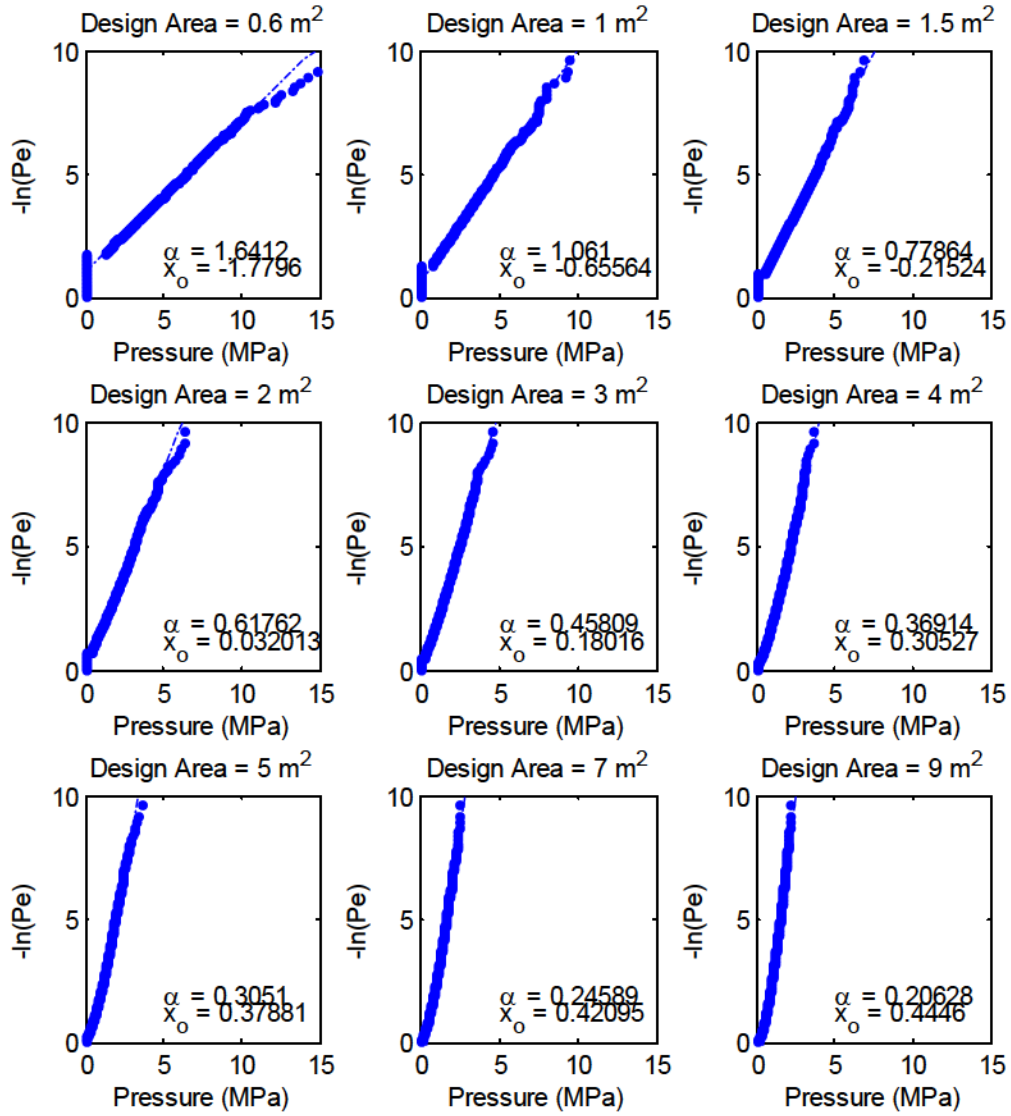 Design Area = 0.6 m²
10
5
0
-ln(Pe)
α = 1.6412
x_o = -1.7796
0 5 10 15
Pressure (MPa)
Design Area = 1 m²
10
5
0
-ln(Pe)
α = 1.061
x_o = -0.65564
0 5 10 15
Pressure (MPa)
Design Area = 1.5 m²
10
5
0
-ln(Pe)
α = 0.77864
x_o = -0.21524
0 5 10 15
Pressure (MPa)
Design Area = 2 m²
10
5
0
-ln(Pe)
α = 0.61762
x_o = 0.032013
0 5 10 15
Pressure (MPa)
Design Area = 3 m²
10
5
0
-ln(Pe)
α = 0.45809
x_o = 0.18016
0 5 10 15
Pressure (MPa)
Design Area = 4 m²
10
5
0
-ln(Pe)
α = 0.36914
x_o = 0.30527
0 5 10 15
Pressure (MPa)
Design Area = 5 m²
10
5
0
-ln(Pe)
α = 0.3051
x_o = 0.37881
0 5 10 15
Pressure (MPa)
Design Area = 7 m²
10
5
0
-ln(Pe)
α = 0.24589
x_o = 0.42095
0 5 10 15
Pressure (MPa)
Design Area = 9 m²
10
5
0
-ln(Pe)
α = 0.20628
x_o = 0.4446
0 5 10 15
Pressure (MPa)